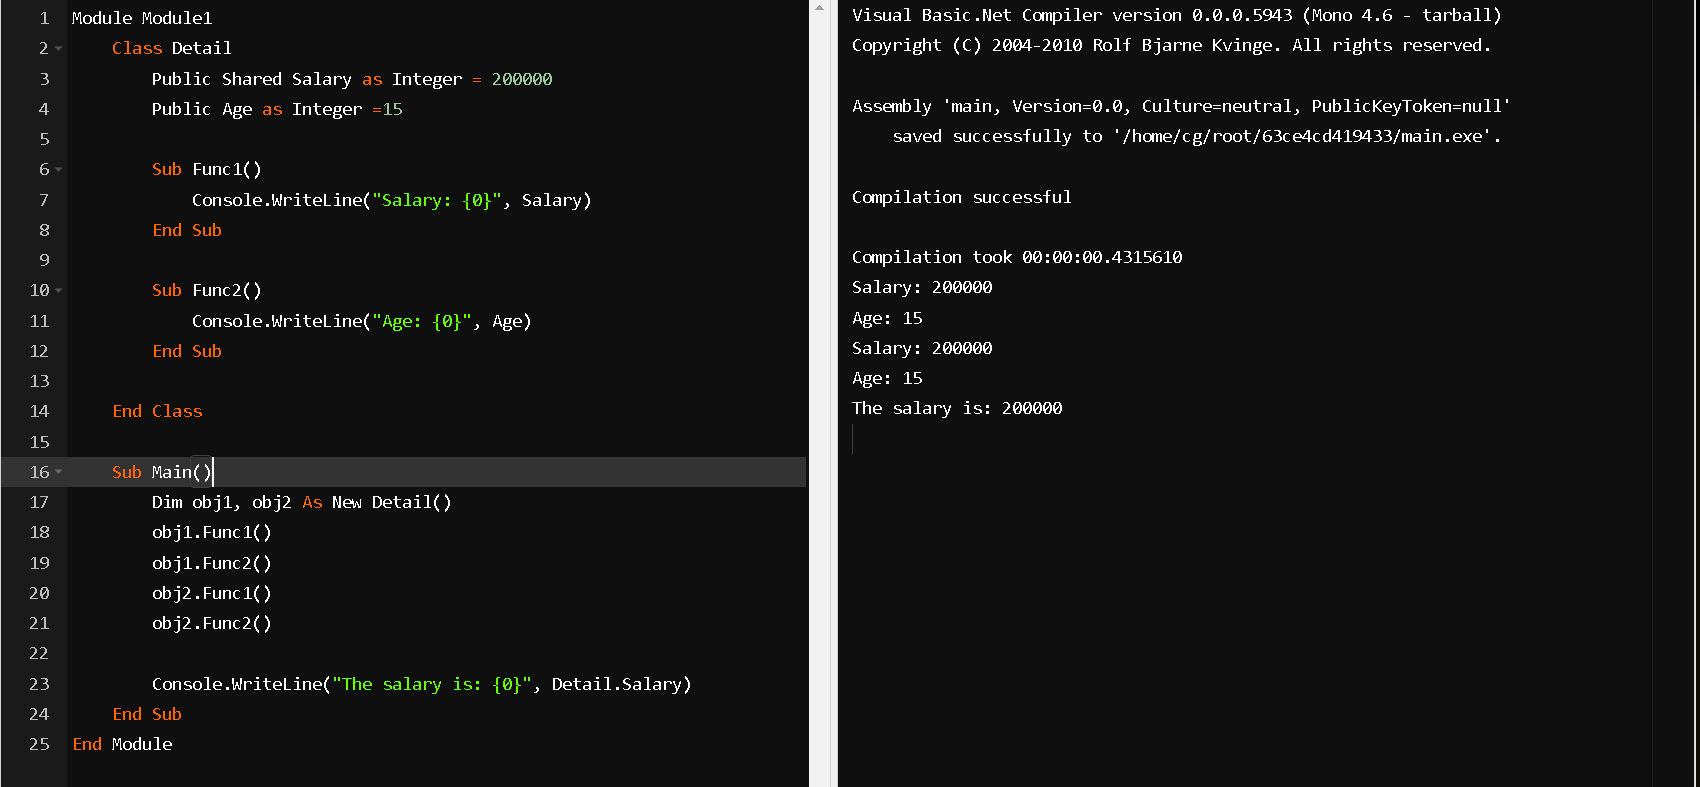 1 Module Module1
2 Class Detail
3 Public Shared Salary as Integer = 200000
4 Public Age as Integer =15
5
6 Sub Func1()
7 Console.WriteLine("Salary: {0}", Salary)
8 End Sub
9
10 Sub Func2()
11 Console.WriteLine("Age: {0}", Age)
12 End Sub
13
14 End Class
15
16 Sub Main()
17 Dim obj1, obj2 As New Detail()
18 obj1.Func1()
19 obj1.Func2()
20 obj2.Func1()
21 obj2.Func2()
22
23 Console.WriteLine("The salary is: {0}", Detail.Salary)
24 End Sub
25 End Module
Visual Basic.Net Compiler version 0.0.0.5943 (Mono 4.6 - tarball)
Copyright (C) 2004-2010 Rolf Bjarne Kvinge. All rights reserved.
Assembly 'main, Version=0.0, Culture=neutral, PublicKeyToken=null'
saved successfully to '/home/cg/root/63ce4cd419433/main.exe'.
Compilation successful
Compilation took 00:00:00.4315610
Salary: 200000
Age: 15
Salary: 200000
Age: 15
The salary is: 200000